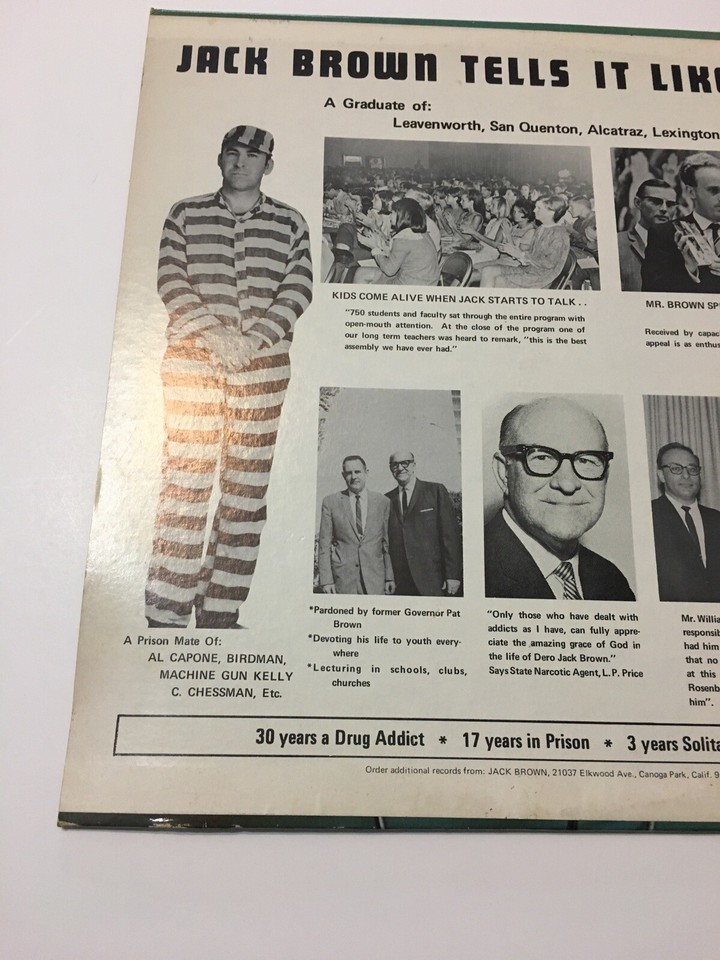 JACK BROWN TELLS IT LIK
A Graduate of:
Leavenworth, San Quenton, Alcatraz, Lexington
KIDS COME ALIVE WHEN JACK STARTS TO TALK . .
"750 students and faculty sat through the entire program with
open-mouth attention. At the close of the program one of
our long term teachers was heard to remark, "this is the best
assembly we have ever had."
MR. BROWN SP
Received by capac
appeal is as enthus
*Pardoned by former Governor Pat
Brown
*Devoting his life to youth every-
where
*Lecturing in schools, clubs,
churches
"Only those who have dealt with
addicts as I have, can fully appre-
ciate the amazing grace of God in
the life of Dero Jack Brown."
Says State Narcotic Agent, L.P. Price
Mr. Willia
responsib
had him
that no
at this
Rosenb
him".
A Prison Mate Of:
AL CAPONE, BIRDMAN,
MACHINE GUN KELLY
C. CHESSMAN, Etc.
30 years a Drug Addict * 17 years in Prison * 3 years Solita
Order additional records from: JACK BROWN, 21037 Elkwood Ave., Canoga Park, Calif. 9